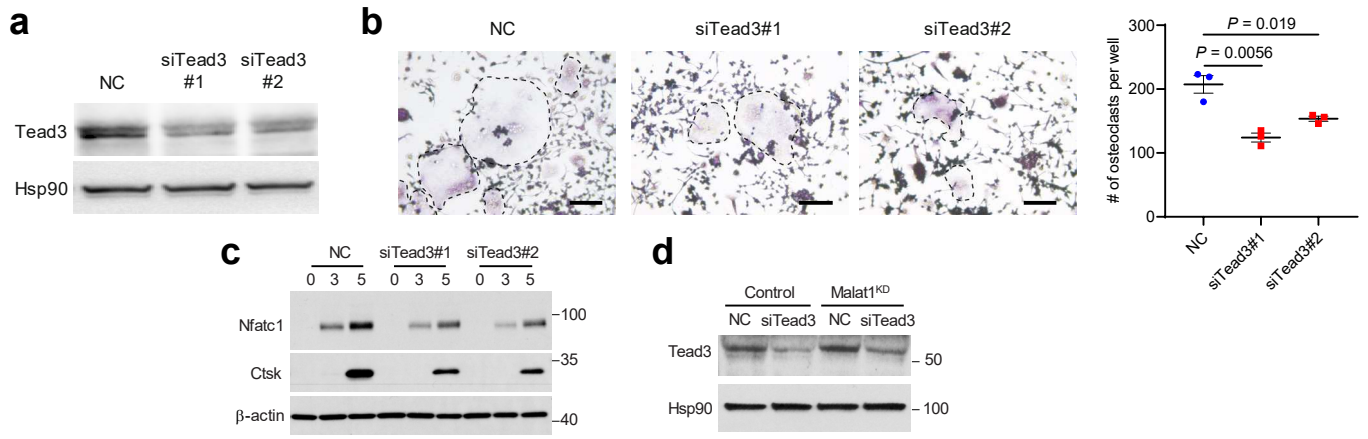 a
NC
siTead3
#1
siTead3
#2
Tead3
Hsp90
b
NC
siTead3#1
siTead3#2
# of osteoclasts per well
300
200
100
0
P = 0.019
P = 0.0056
NC
siTead3#1
siTead3#2
c
NC siTead3#1 siTead3#2
0 3 5 0 3 5 0 3 5
Nfatc1
-100
Ctsk
-35
β-actin
-40
d
Control Malat1KD
NC siTead3 NC siTead3
Tead3
- 50
Hsp90
- 100